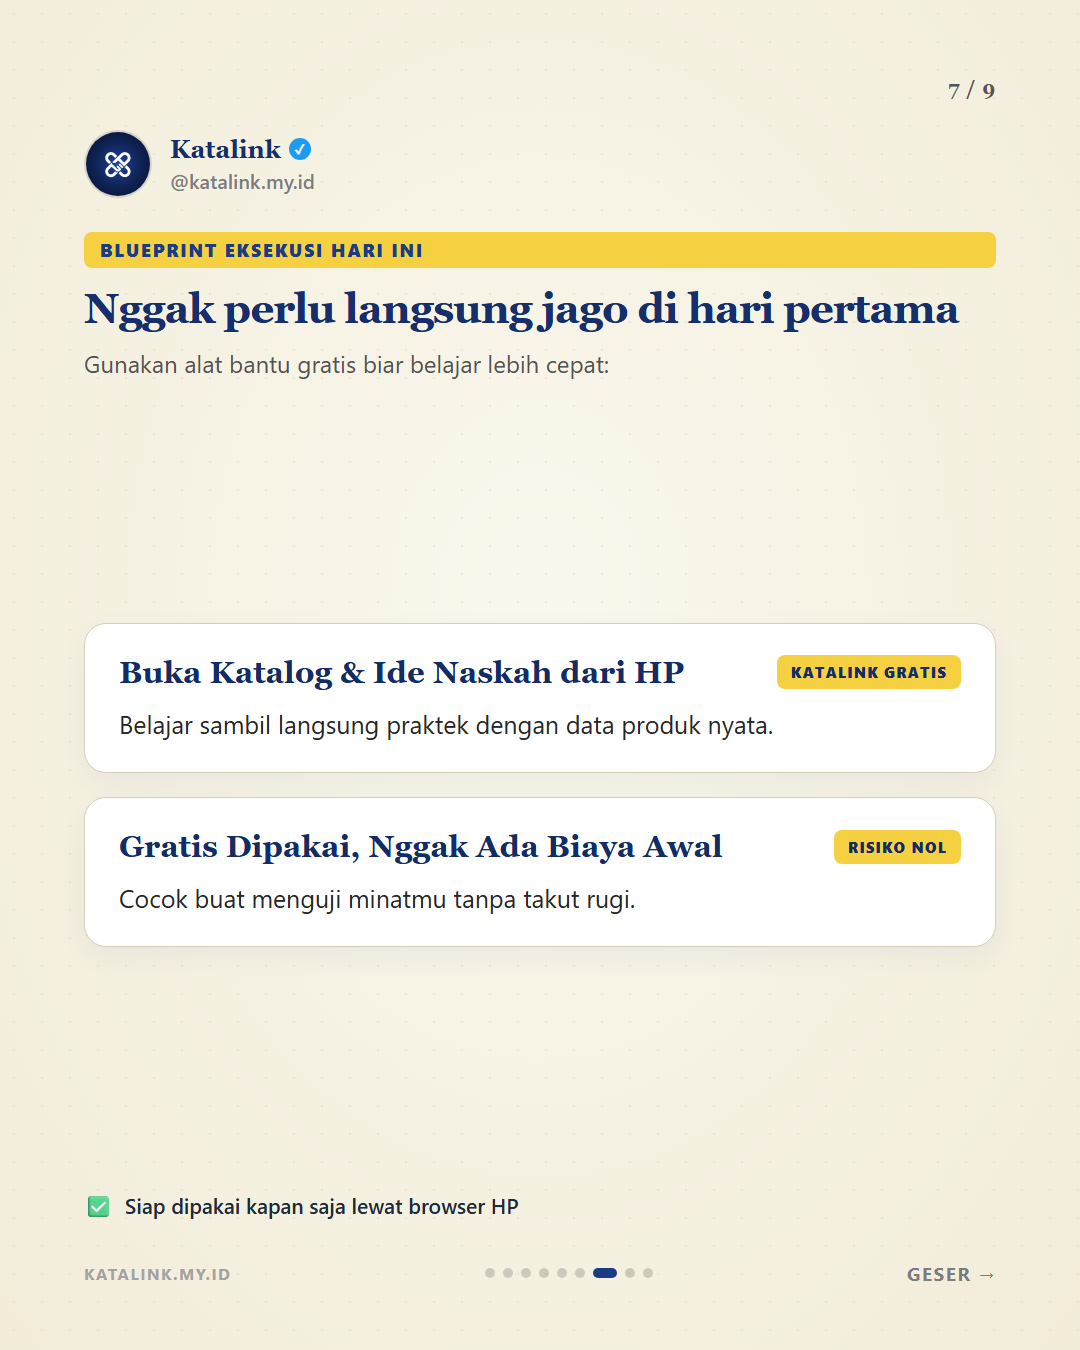 7 / 9
Katalink
@katalink.my.id
BLUEPRINT EKSEKUSI HARI INI
Nggak perlu langsung jago di hari pertama
Gunakan alat bantu gratis biar belajar lebih cepat:
Buka Katalog & Ide Naskah dari HP
KATALINK GRATIS
Belajar sambil langsung praktek dengan data produk nyata.
Gratis Dipakai, Nggak Ada Biaya Awal
RISIKO NOL
Cocok buat menguji minatmu tanpa takut rugi.
✅ Siap dipakai kapan saja lewat browser HP
KATALINK.MY.ID
GESER →